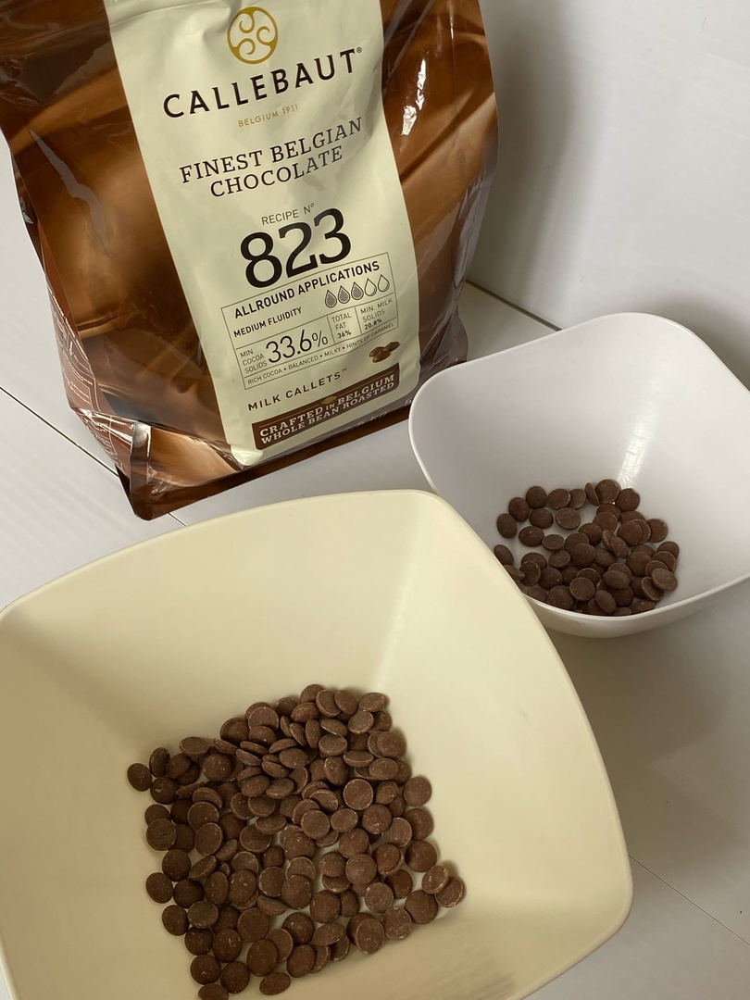 CALLEBAUT®
BELGIUM 1911
FINEST BELGIAN
CHOCOLATE
RECIPE N°
823
ALLROUND APPLICATIONS
MEDIUM FLUIDITY
MIN.
COCOA
SOLIDS
33.6%
TOTAL
FAT
36%
MIN. MILK
SOLIDS
20.8%
RICH COCOA • BALANCED • MILKY • HINTS OF CARAMEL
MILK CALLETS™
CRAFTED IN BELGIUM
WHOLE BEAN ROASTED